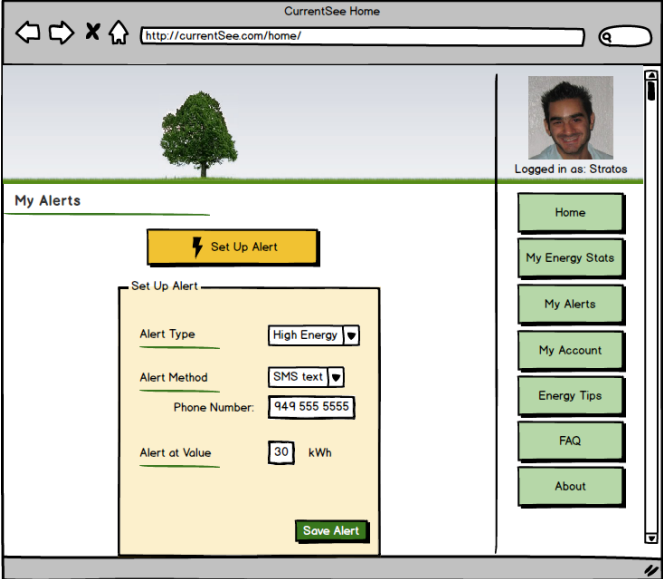 CurrentSee Home
http://currentSee.com/home/
Logged in as: Stratos
My Alerts
Set Up Alert
Set Up Alert
Alert Type
High Energy
Alert Method
SMS text
Phone Number:
949 555 5555
Alert at Value
30
kWh
Save Alert
Home
My Energy Stats
My Alerts
My Account
Energy Tips
FAQ
About